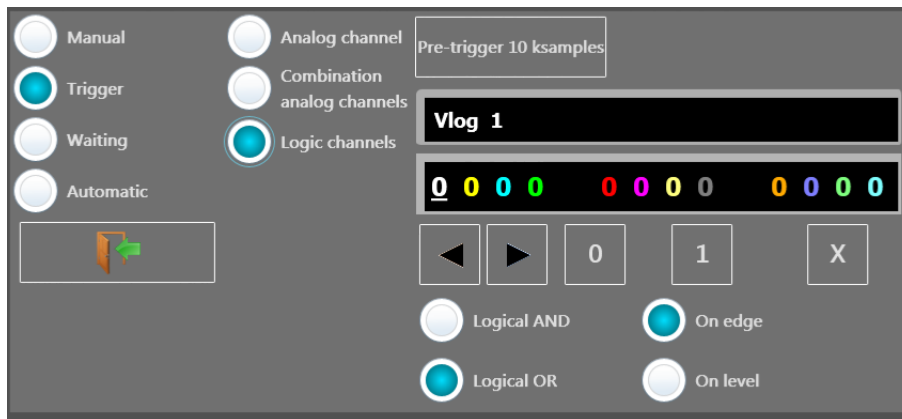 Manual
Trigger
Waiting
Automatic
Analog channel
Combination
analog channels
Logic channels
Pre-trigger 10 ksamples
Vlog 1
0 0 0 0 0 0 0 0 0 0 0 0
0 1 X
Logical AND
On edge
Logical OR
On level